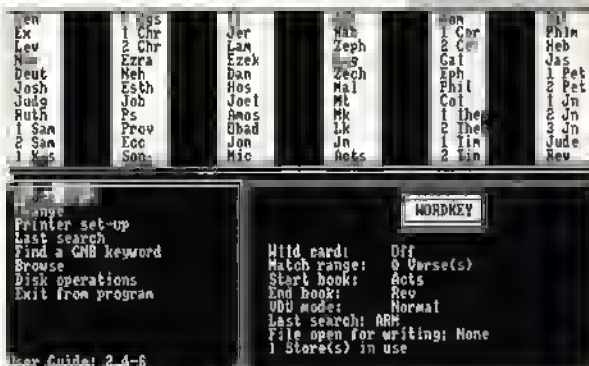 Ex 1 Chr Jer Nah 1 Cor Phlm
Lev 2 Chr Lam Zeph 2 Cor Heb
Ezra Ezek Gal Jas
Deut Neh Dan Zech Eph 1 Pet
Josh Esth Hos Mal Phil 2 Pet
Judg Job Joel Mt Col 1 Jn
Ruth Ps Amos Mk 1 The 2 Jn
1 Sam Prov Obad Lk 2 The 3 Jn
2 Sam Ecc Jon Jn 1 Tim Jude
Song Mic Acts 2 Tim Rev
WORDKEY
Printer set-up
Last search
Find a GNB keyword
Browse
Disk operations
Exit from program
User Guide: 2.4-6
Wild card: Off
Match range: 0 Verse(s)
Start book: Acts
End book: Rev
VDU mode: Normal
Last search: ARM
File open for writing: None
1 Store(s) in use